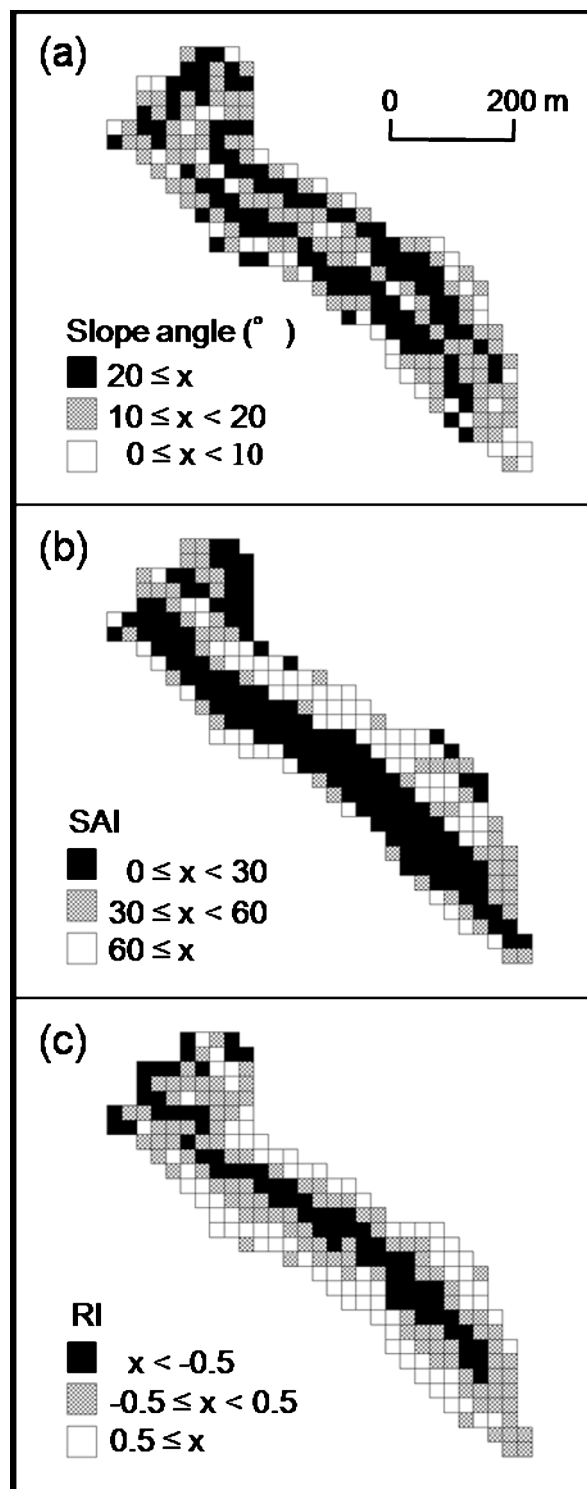 (a)
0 200 m
Slope angle (° )
20 ≤ x
10 ≤ x < 20
0 ≤ x < 10
(b)
SAI
0 ≤ x < 30
30 ≤ x < 60
60 ≤ x
(c)
RI
x < -0.5
-0.5 ≤ x < 0.5
0.5 ≤ x